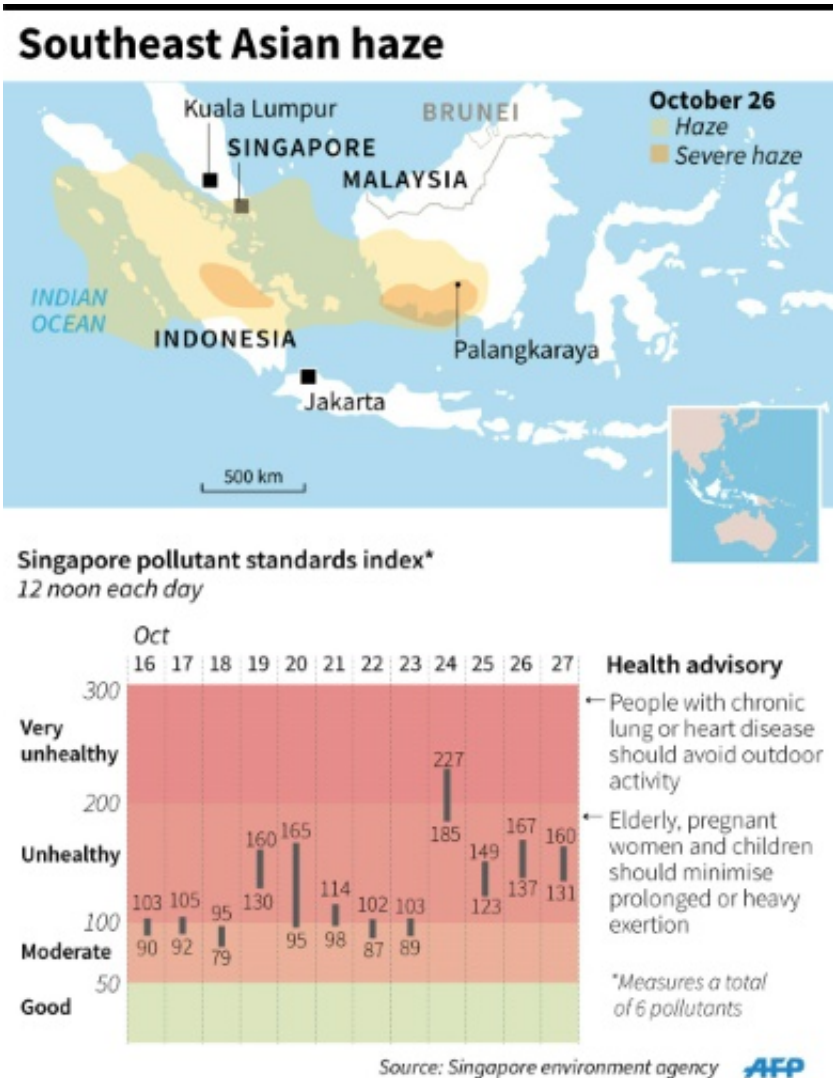 Southeast Asian haze
Kuala Lumpur
BRUNEI
October 26
Haze
SINGAPORE
Severe haze
MALAYSIA
INDIAN
OCEAN
INDONESIA
Palangkaraya
Jakarta
500 km
Singapore pollutant standards index*
12 noon each day
Oct
16 17 18 19 20 21 22 23 24 25 26 27
Health advisory
300
People with chronic
lung or heart disease
should avoid outdoor
activity
Very
unhealthy
227
200
185
Elderly, pregnant
women and children
should minimise
prolonged or heavy
exertion
Unhealthy
103 105 95 160 165 114 102 103 149 167 160
90 92 79 130 95 98 87 89 123 137 131
100
Moderate
50
Good
*Measures a total
of 6 pollutants
Source: Singapore environment agency AFP